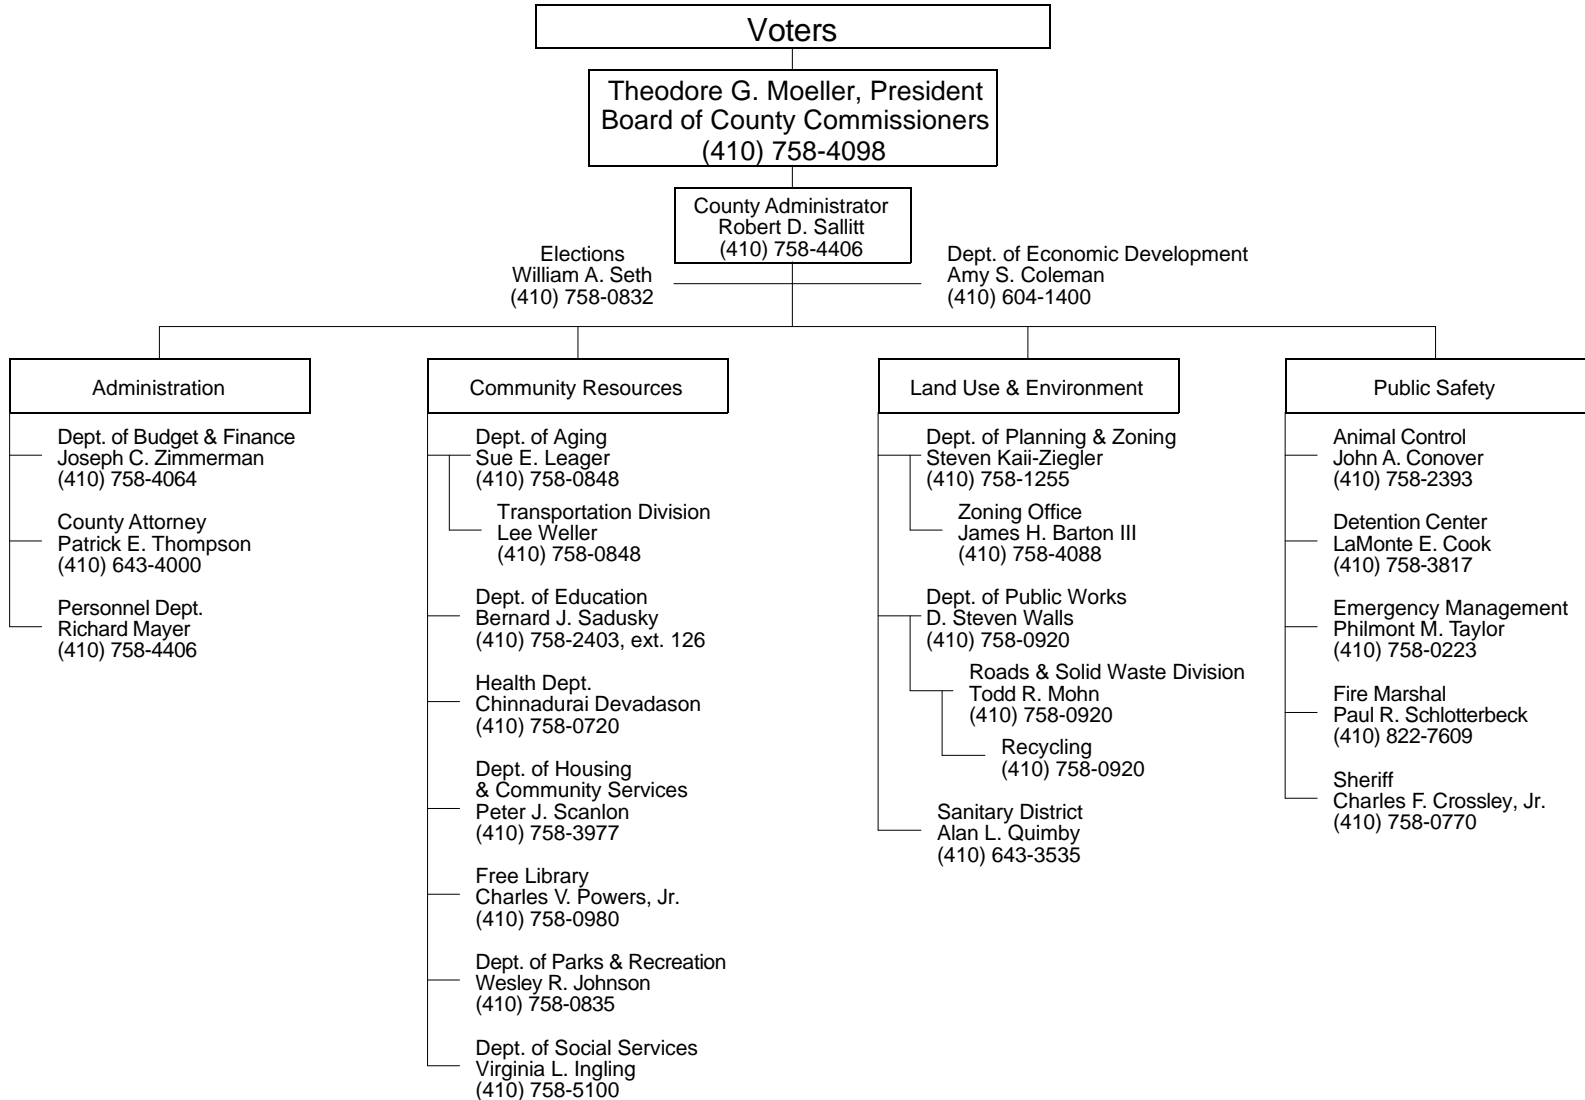 Voters
Theodore G. Moeller, President
Board of County Commissioners
(410) 758-4098
County Administrator
Robert D. Sallitt
(410) 758-4406
Elections
William A. Seth
(410) 758-0832
Dept. of Economic Development
Amy S. Coleman
(410) 604-1400
Administration
Dept. of Budget & Finance
Joseph C. Zimmerman
(410) 758-4064
County Attorney
Patrick E. Thompson
(410) 643-4000
Personnel Dept.
Richard Mayer
(410) 758-4406
Community Resources
Dept. of Aging
Sue E. Leager
(410) 758-0848
Transportation Division
Lee Weller
(410) 758-0848
Dept. of Education
Bernard J. Sadusky
(410) 758-2403, ext. 126
Health Dept.
Chinnadurai Devadason
(410) 758-0720
Dept. of Housing
& Community Services
Peter J. Scanlon
(410) 758-3977
Free Library
Charles V. Powers, Jr.
(410) 758-0980
Dept. of Parks & Recreation
Wesley R. Johnson
(410) 758-0835
Dept. of Social Services
Virginia L. Ingling
(410) 758-5100
Land Use & Environment
Dept. of Planning & Zoning
Steven Kaii-Ziegler
(410) 758-1255
Zoning Office
James H. Barton III
(410) 758-4088
Dept. of Public Works
D. Steven Walls
(410) 758-0920
Roads & Solid Waste Division
Todd R. Mohn
(410) 758-0920
Recycling
(410) 758-0920
Sanitary District
Alan L. Quimby
(410) 643-3535
Public Safety
Animal Control
John A. Conover
(410) 758-2393
Detention Center
LaMonte E. Cook
(410) 758-3817
Emergency Management
Philmont M. Taylor
(410) 758-0223
Fire Marshal
Paul R. Schlotterbeck
(410) 822-7609
Sheriff
Charles F. Crossley, Jr.
(410) 758-0770